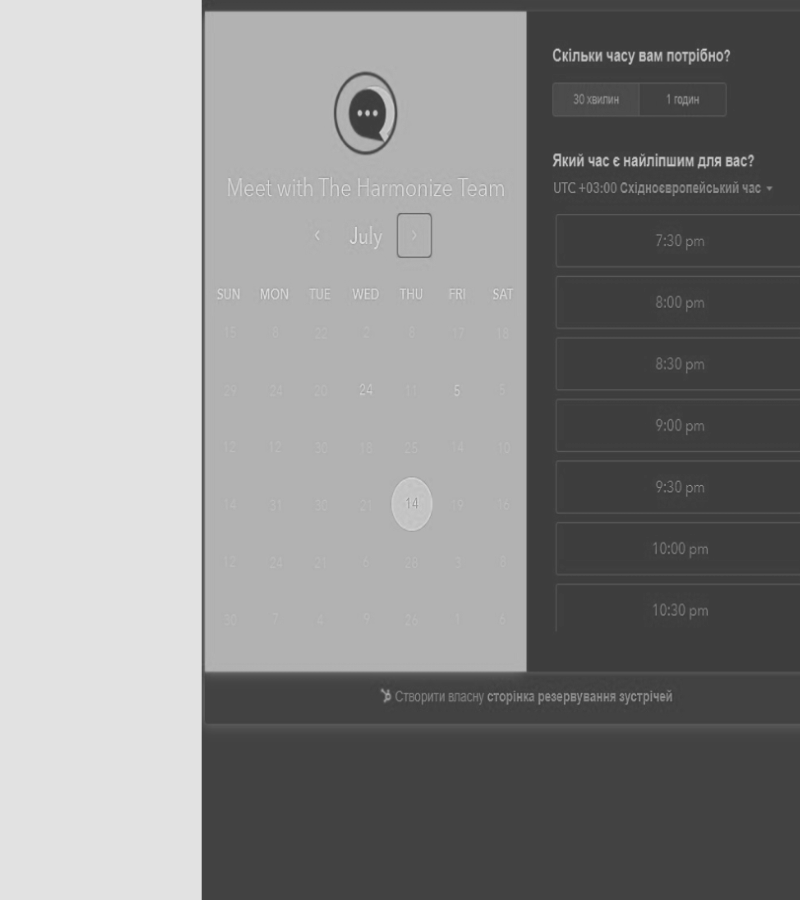 Meet with The Harmonize Team
July
SUN MON TUE WED THU FRI SAT
15 8 22 2 8 17 18
29 24 20 24 11 5 3
12 12 30 18 25 14 10
14 31 30 21 14 19 16
12 24 21 6 28 3 8
30 7 4 9 26 1 6
Скільки часу вам потрібно?
30 хвилин 1 годин
Який час є найліпшим для вас?
UTC +03:00 Східноєвропейський час
7:30 pm
8:00 pm
8:30 pm
9:00 pm
9:30 pm
10:00 pm
10:30 pm
Створити власну сторінка резервування зустрічей